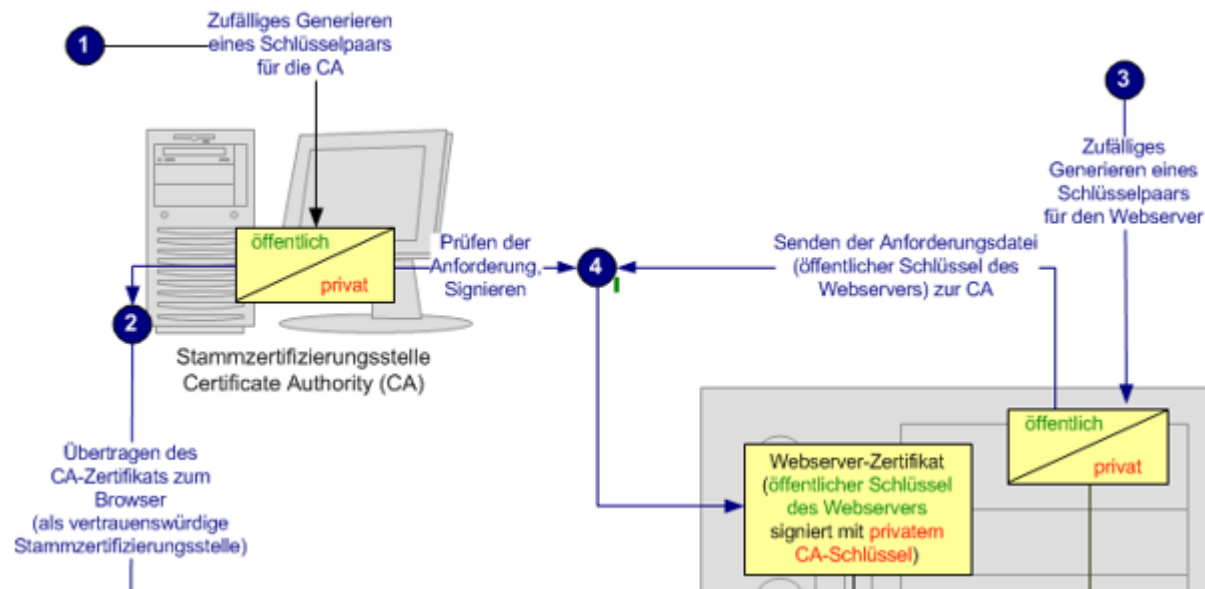 1
Zufälliges Generieren
eines Schlüsselpaars
für die CA
3
Zufälliges
Generieren eines
Schlüsselpaars
für den Webserver
öffentlich
privat
Prüfen der
Anforderung,
Signieren
4
Senden der Anforderungsdatei
(öffentlicher Schlüssel des
Webservers) zur CA
2
Stammzertifizierungsstelle
Certificate Authority (CA)
Übertragen des
CA-Zertifikats zum
Browser
(als vertrauenswürdige
Stammzertifizierungsstelle)
öffentlich
privat
Webserver-Zertifikat
(öffentlicher Schlüssel
des Webservers
signiert mit privatem
CA-Schlüssel)